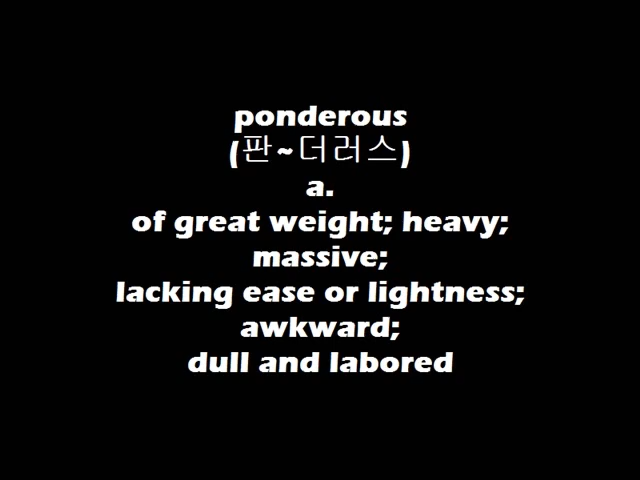 ponderous
(판~더러스)
a.
of great weight; heavy;
massive;
lacking ease or lightness;
awkward;
dull and labored